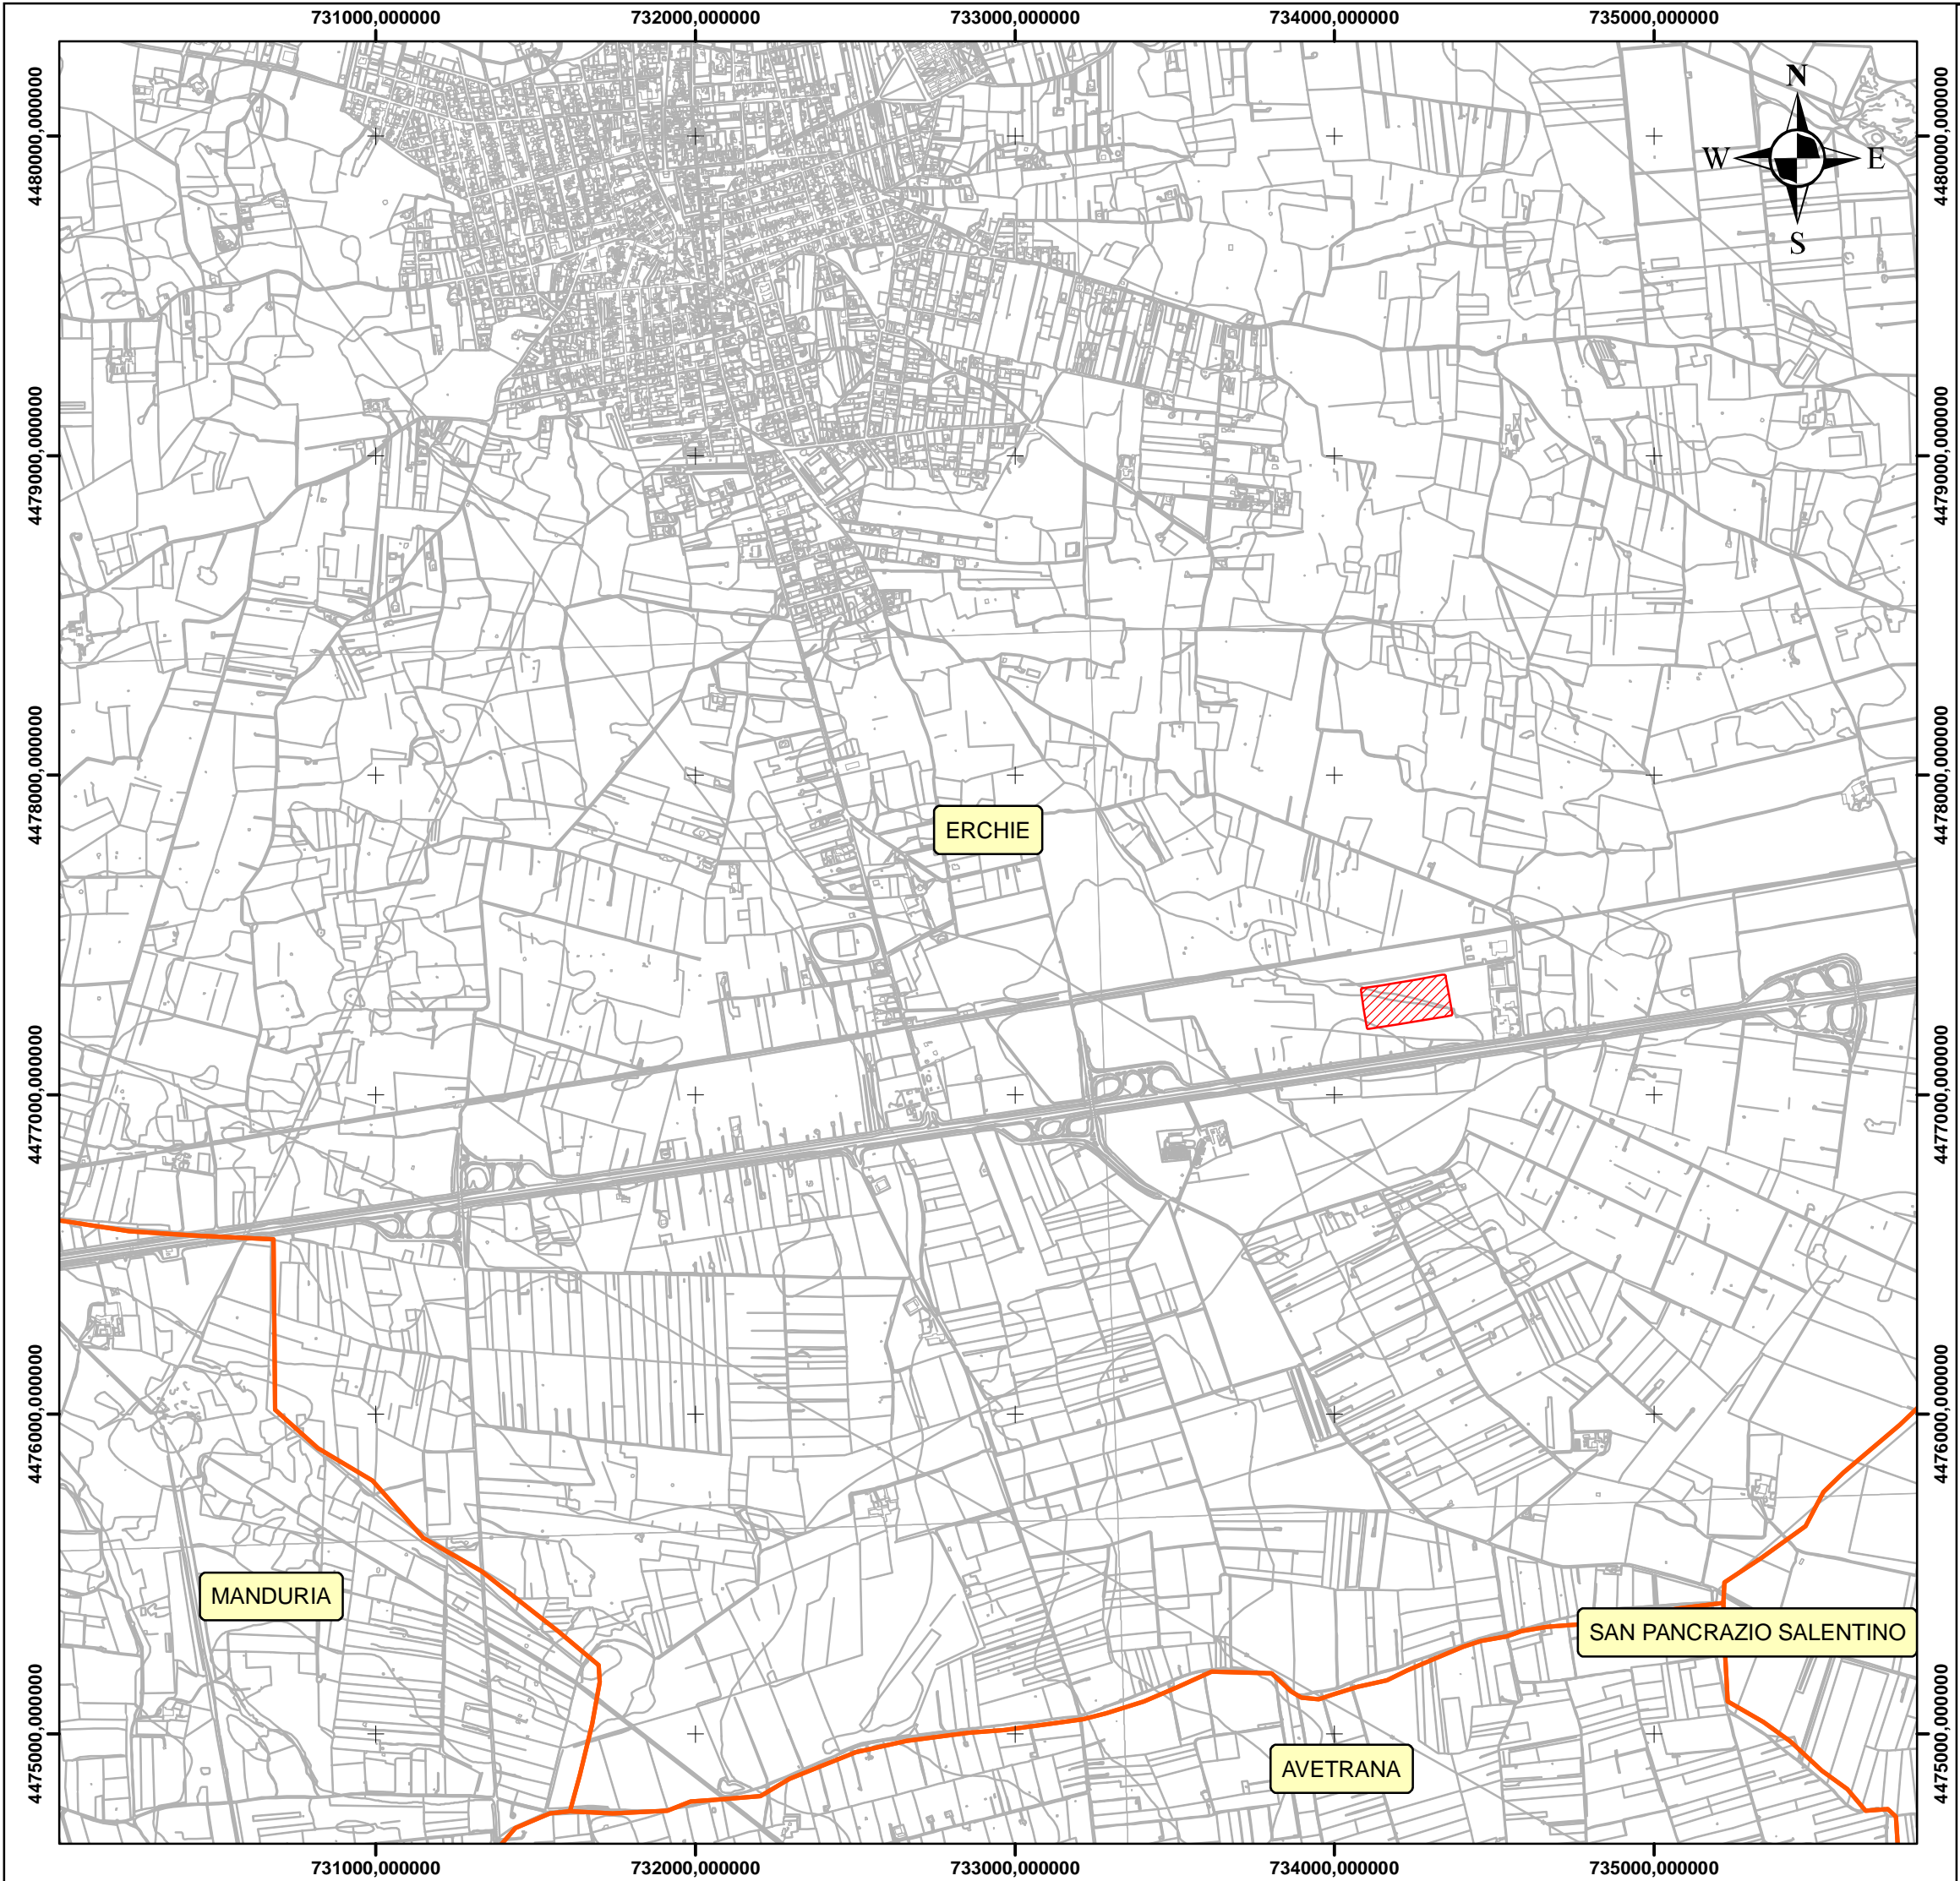 731000,000000 732000,000000 733000,000000 734000,000000 735000,000000
N
W E
S
4480000,000000 4480000,000000
4479000,000000 4479000,000000
4478000,000000 4478000,000000
ERCHIE
4477000,000000 4477000,000000
4476000,000000 4476000,000000
MANDURIA
SAN PANCRAZIO SALENTINO
4475000,000000 4475000,000000
AVETRANA
731000,000000 732000,000000 733000,000000 734000,000000 735000,000000